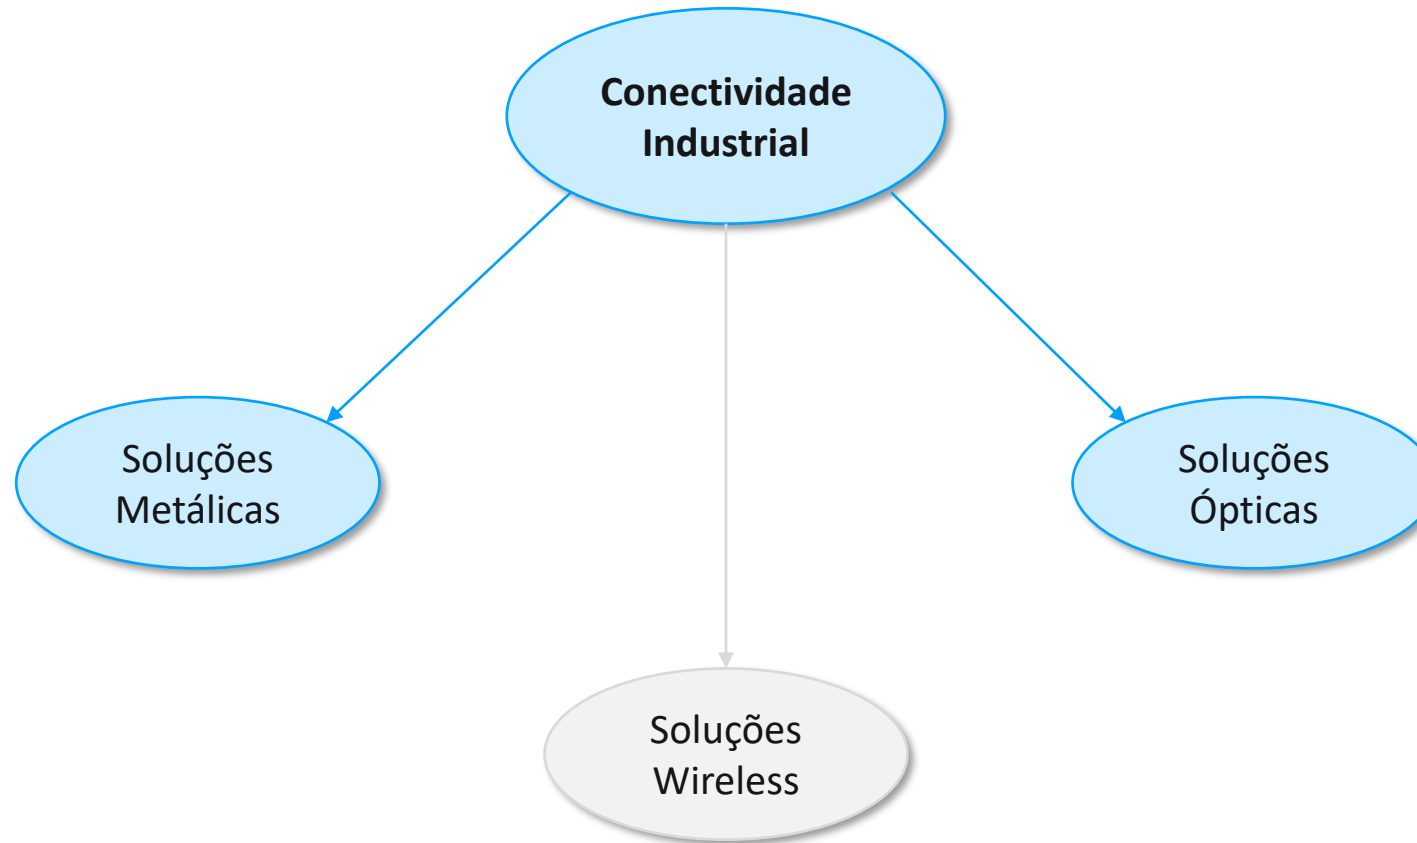 Conectividade
Industrial
Soluções
Metálicas
Soluções
Ópticas
Soluções
Wireless